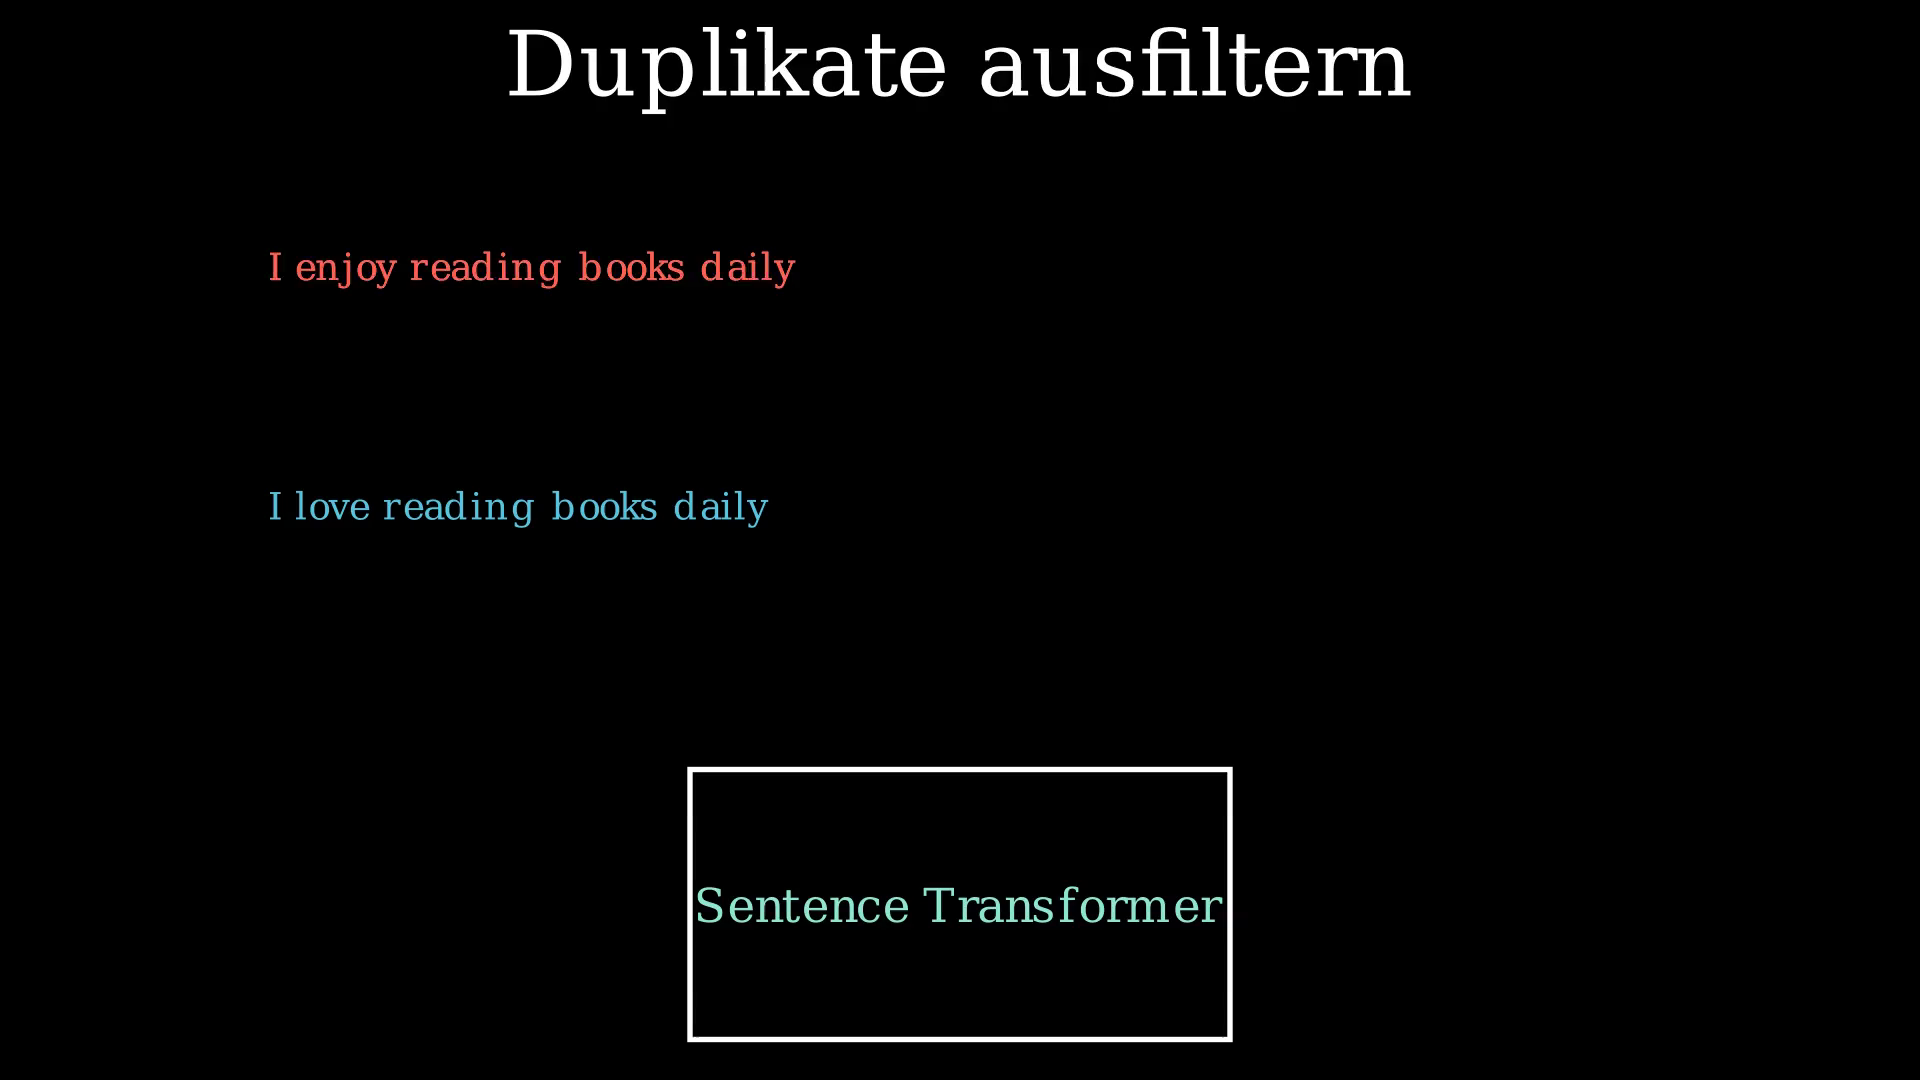 Duplikate ausfiltern
I enjoy reading books daily
I love reading books daily
Sentence Transformer